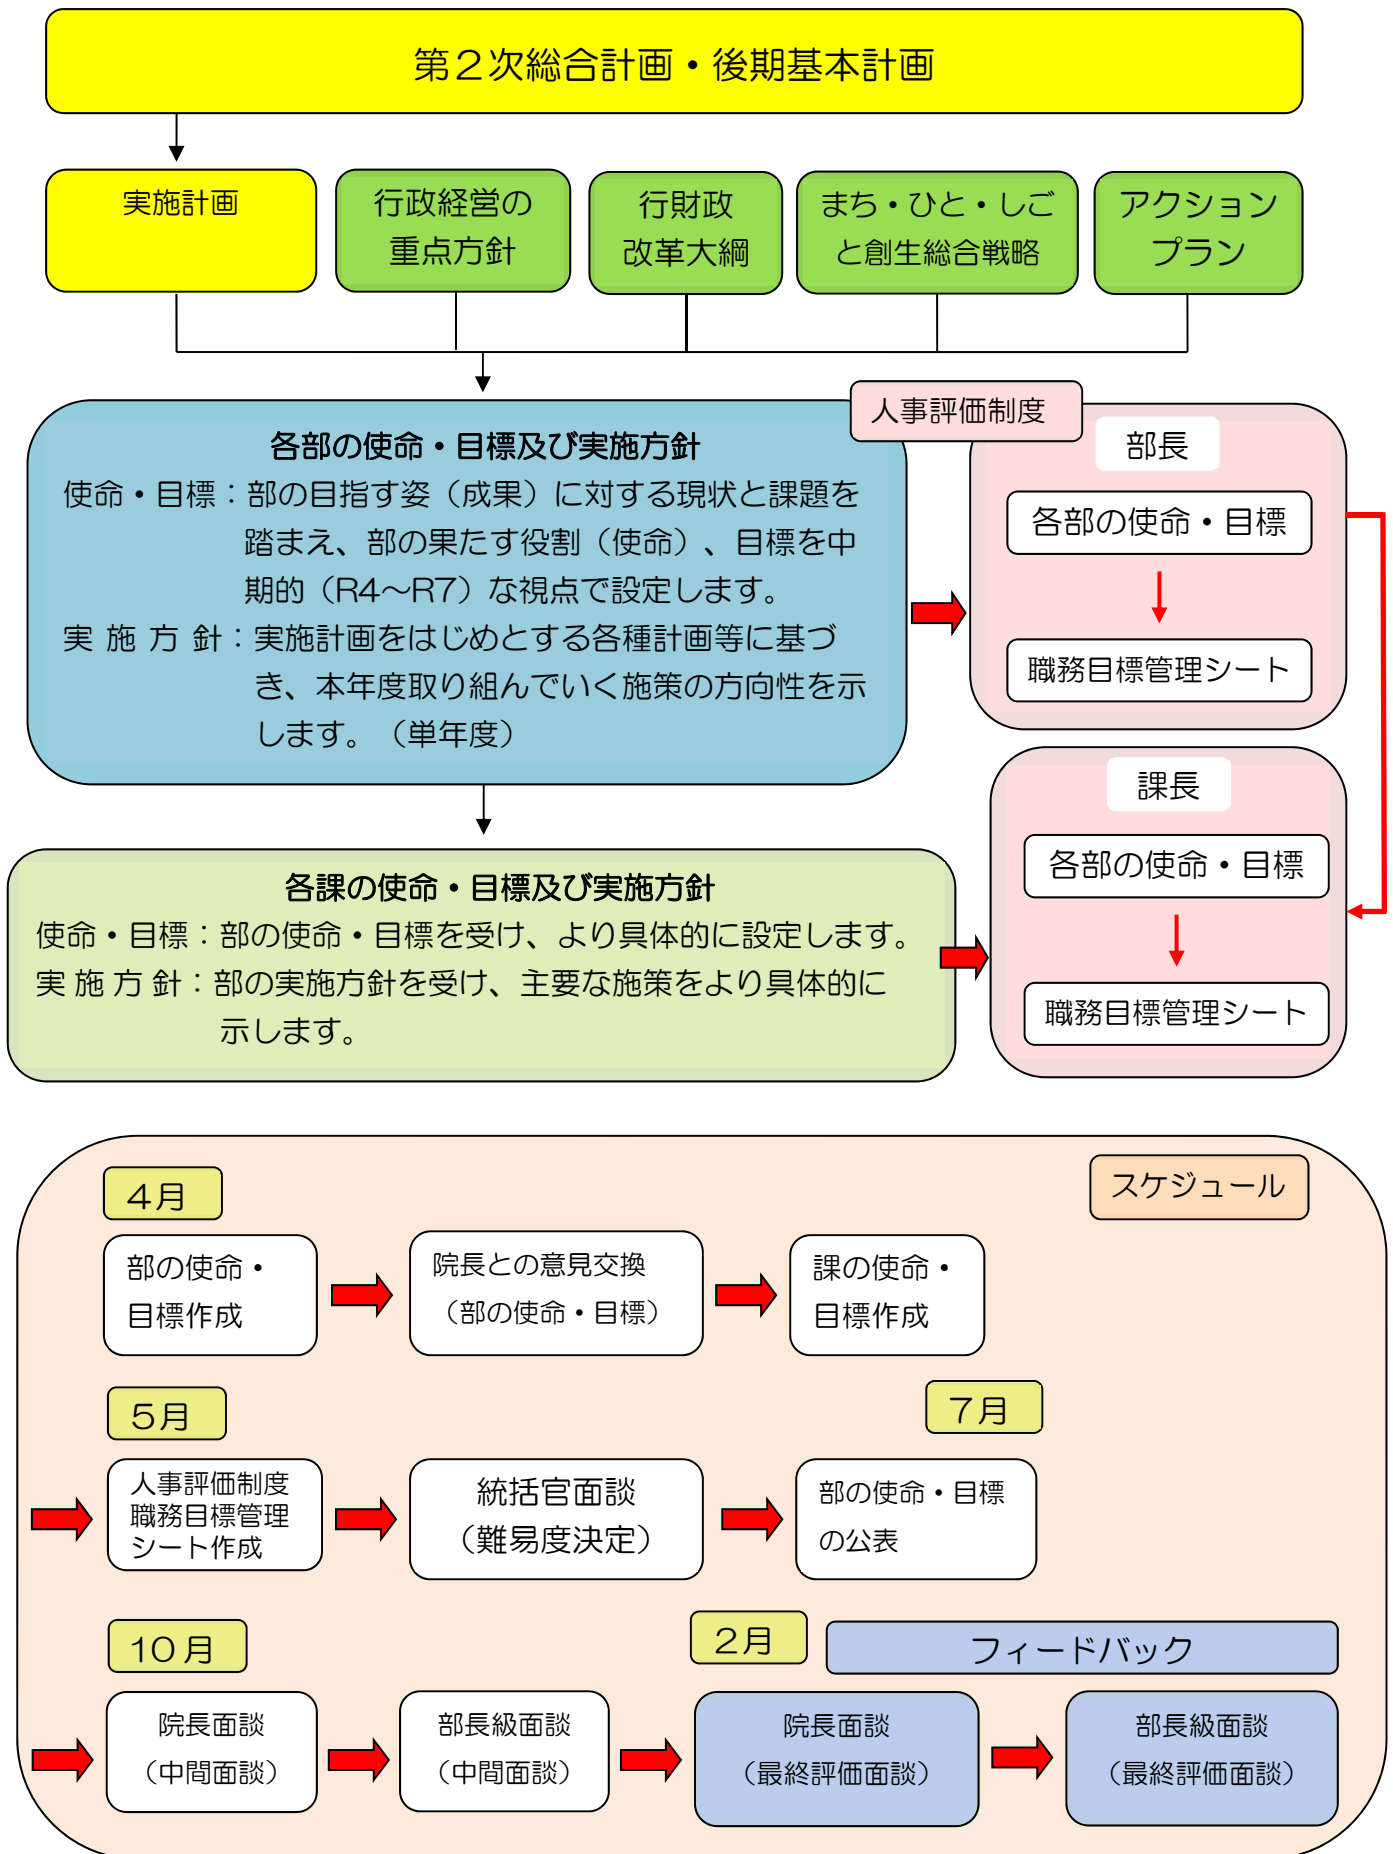 第２次総合計画・後期基本計画
実施計画
行政経営の
重点方針
行財政
改革大綱
まち・ひと・しご
と創生総合戦略
アクション
プラン
各部の使命・目標及び実施方針
使命・目標：部の目指す姿（成果）に対する現状と課題を
踏まえ、部の果たす役割（使命）、目標を中
期的（R4～R7）な視点で設定します。
実 施 方 針：実施計画をはじめとする各種計画等に基づ
き、本年度取り組んでいく施策の方向性を示
します。（単年度）
人事評価制度
部長
各部の使命・目標
職務目標管理シート
課長
各部の使命・目標
職務目標管理シート
各課の使命・目標及び実施方針
使命・目標：部の使命・目標を受け、より具体的に設定します。
実 施 方 針：部の実施方針を受け、主要な施策をより具体的に
示します。
スケジュール
４月
部の使命・
目標作成
院長との意見交換
（部の使命・目標）
課の使命・
目標作成
５月
７月
人事評価制度
職務目標管理
シート作成
統括官面談
（難易度決定）
部の使命・目標
の公表
10 月
２月
フィードバック
院長面談
（中間面談）
部長級面談
（中間面談）
院長面談
（最終評価面談）
部長級面談
（最終評価面談）